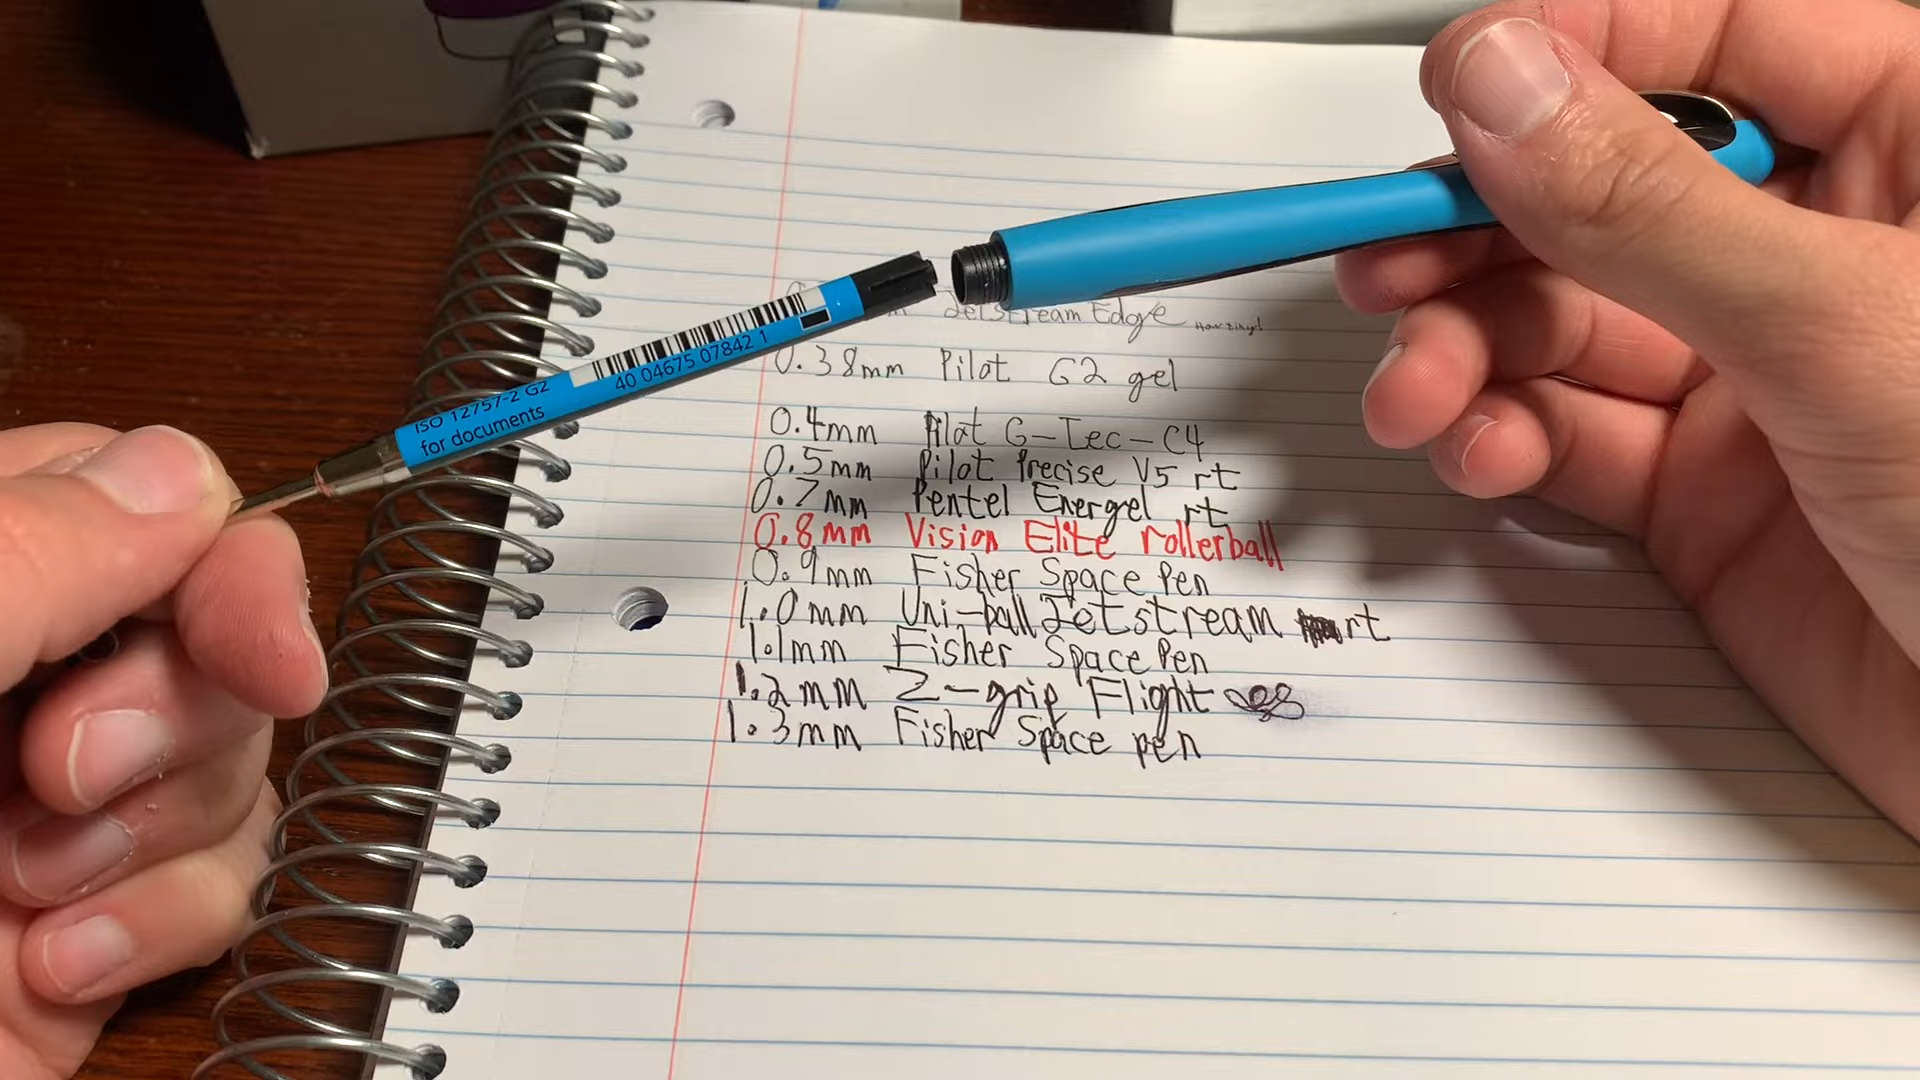 ISO 12757-2 G2
for documents
40 04675 07842 1
Jetstream Edge
0.38mm Pilot G2 gel
0.4mm Pilot G-Tec-C4
0.5mm Pilot Precise V5 rt
0.7mm Pentel Energel rt
0.8mm Vision Elite rollerball
0.9mm Fisher Space Pen
1.0mm Uni-ball Jetstream rt
1.1mm Fisher Space Pen
1.2mm Z-grip Flight
1.3mm Fisher Space pen